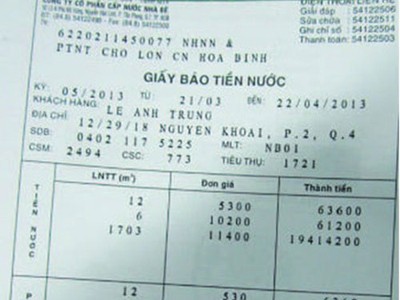 CÔNG TY CỔ PHẦN CẤP NƯỚC NHÀ BÈ
ĐIỆN THOẠI LIÊN HỆ
Giải đáp : 54122506
Sửa chữa : 54122511
Ghi chỉ số : 54122504
Thanh toán: 54122503
6220211450077 NHNN &
PTNT CHO LON CN HOA BINH
GIẤY BÁO TIỀN NƯỚC
KỲ: 05/2013 TỪ: 21/03 ĐẾN: 22/04/2013
KHÁCH HÀNG: LE ANH TRUNG
ĐỊA CHỈ: 12/29/18 NGUYEN KHOAI, P.2, Q.4
SDB: 0402 117 5225 MLT: NB01
CSM: 2494 CSC: 773 TIÊU THỤ: 1721
LNTT (m³) Đơn giá Thành tiền
TIỀN NƯỚC
12 5300 63600
6 10200 61200
1703 11400 19414200
P 12 530